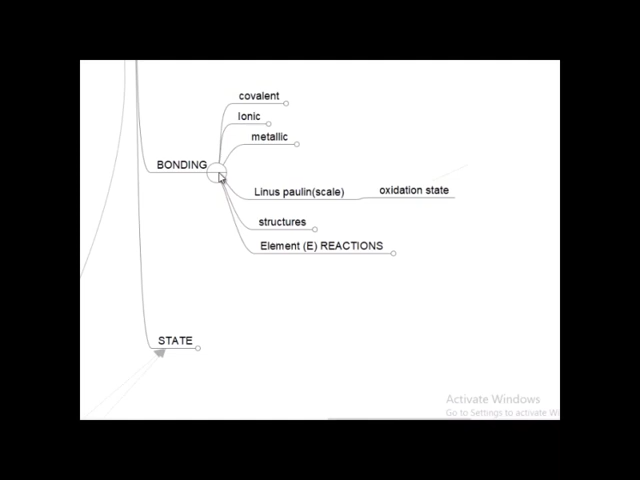 covalent
Ionic
metallic
BONDING
Linus paulin(scale)
oxidation state
structures
Element (E) REACTIONS
STATE
Activate Windows
Go to Settings to activate Wi